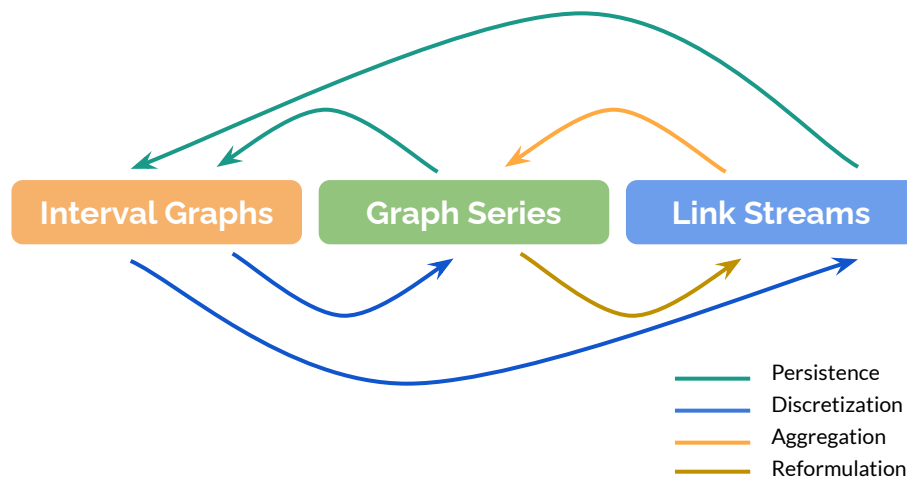 Interval Graphs
Graph Series
Link Streams
Persistence
Discretization
Aggregation
Reformulation